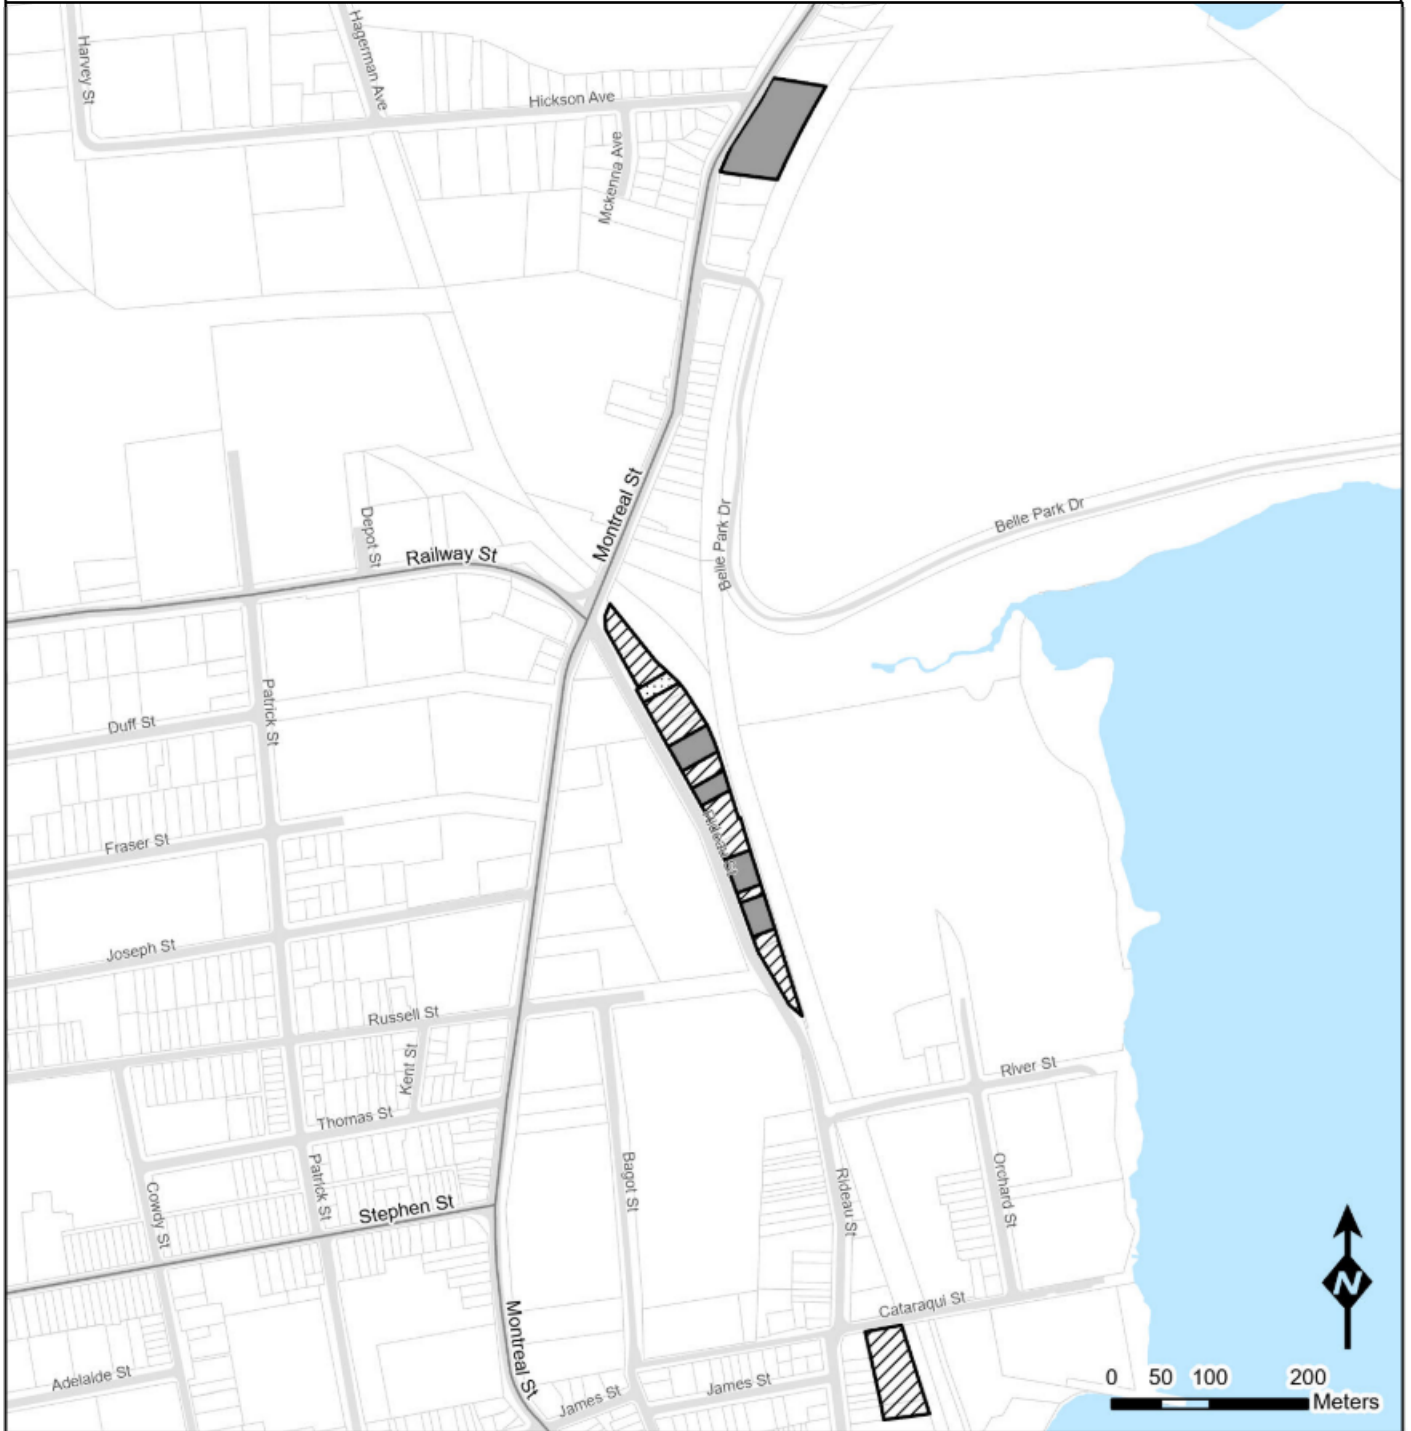 Harvey St
Hagerman Ave
Hickson Ave
Mckenna Ave
Montreal St
Depot St
Railway St
Belle Park Dr
Belle Park Dr
Duff St
Patrick St
Rideau St
Fraser St
Joseph St
Russell St
Kent St
Thomas St
River St
Cowdy St
Patrick St
Stephen St
Bagot St
Rideau St
Orchard St
N
Cataraqui St
Montreal St
Adelaide St
James St
James St
0 50 100 200
Meters